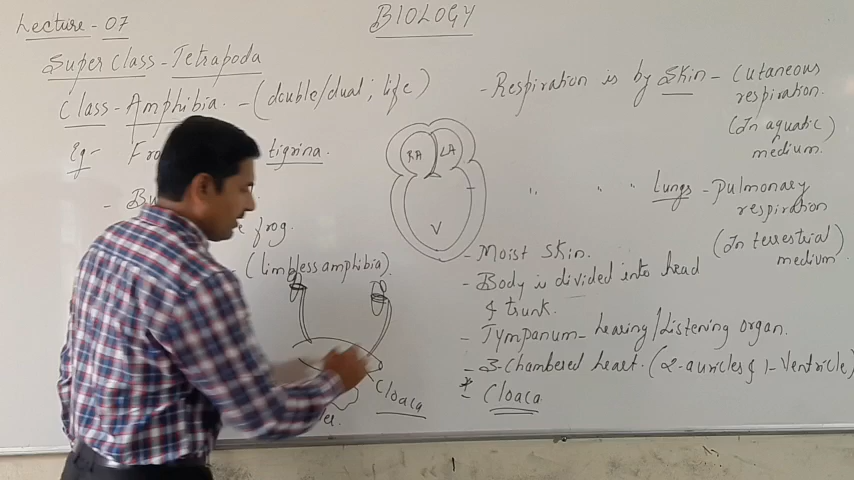 Lecture - 07
BIOLOGY
Super Class - Tetrapoda
Class - Amphibia. - (double/dual; life)
Eg - Fro tigrina.
- Bu
frog.
- (limbless amphibia).
Cloaca
RA LA
V
- Respiration is by Skin - Cutaneous
respiration.
(In aquatic)
medium.
" " " Lungs - Pulmonary
respiration
(In terrestrial)
medium.
- Moist Skin.
- Body is divided into head
& trunk.
- Tympanum - hearing/listening organ.
- 3-Chambered heart. (2-auricles & 1-Ventricle)
* - Cloaca